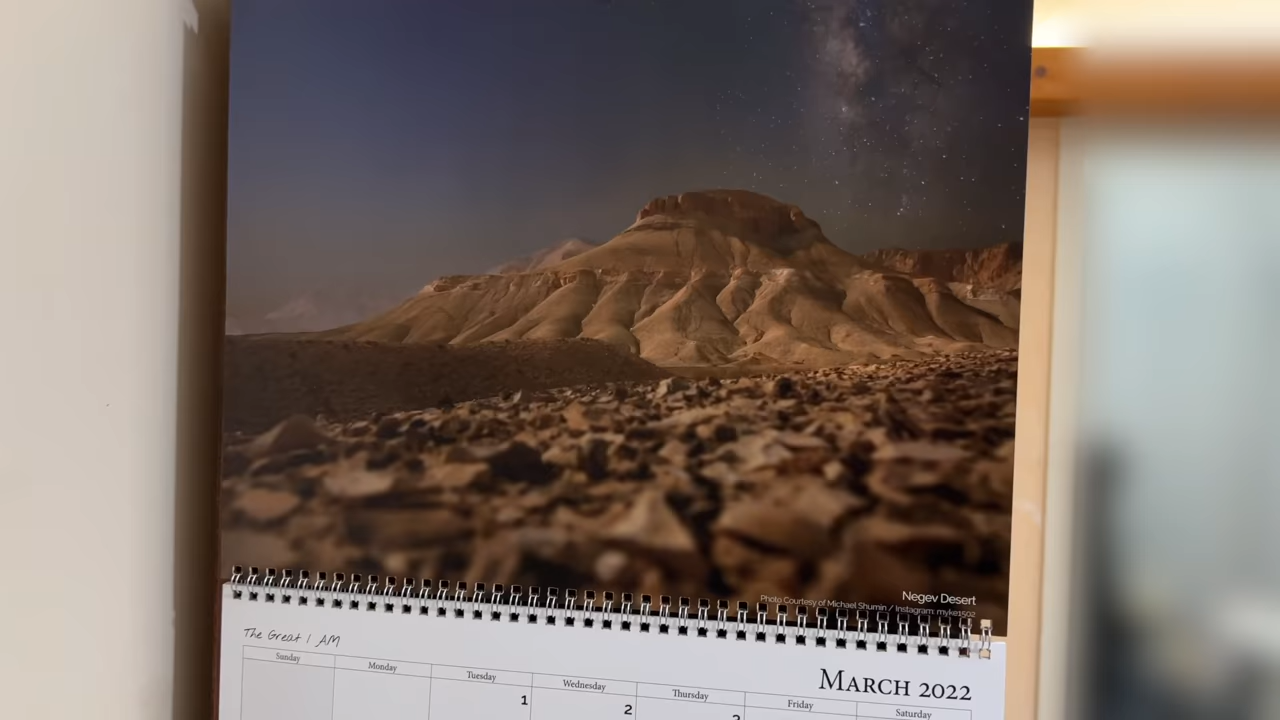 Negev Desert
Photo Courtesy of Michael Shumin / Instagram: myke1502
The Great I AM
MARCH 2022
Sunday Monday Tuesday Wednesday Thursday Friday Saturday
1 2 3